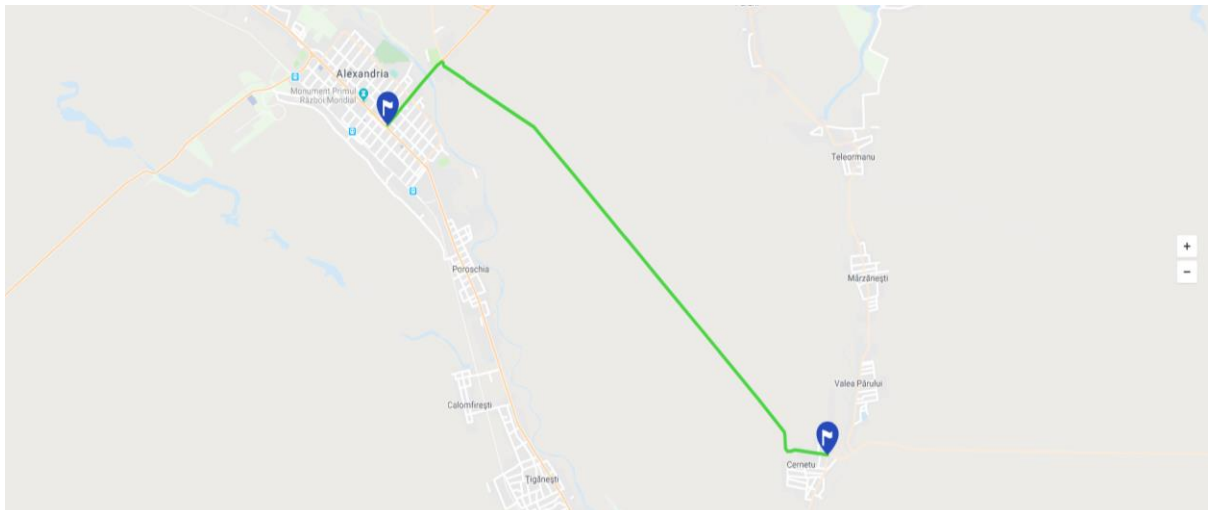 Alexandria
Monument Primul
Război Mondial
Teleormanu
Poroschia
Mârzănești
Valea Părului
Calomfirești
Cernetu
Țigănești
+
−